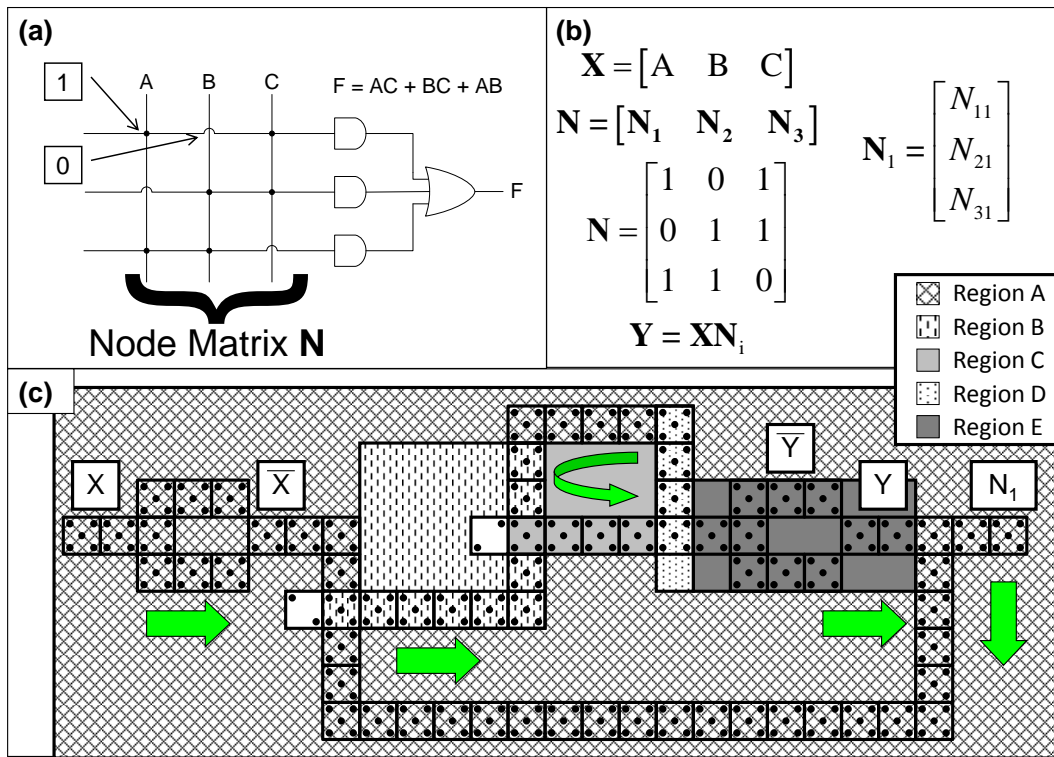 (a)
1
0
A B C
F = AC + BC + AB
F
Node Matrix N
(b)
X = [A B C]
N = [N₁ N₂ N₃]
N₁ = [N₁₁
N₂₁
N₃₁]
N = [1 0 1
0 1 1
1 1 0]
Y = XNᵢ
Region A
Region B
Region C
Region D
Region E
(c)
X
X̅
Y̅
Y
N₁